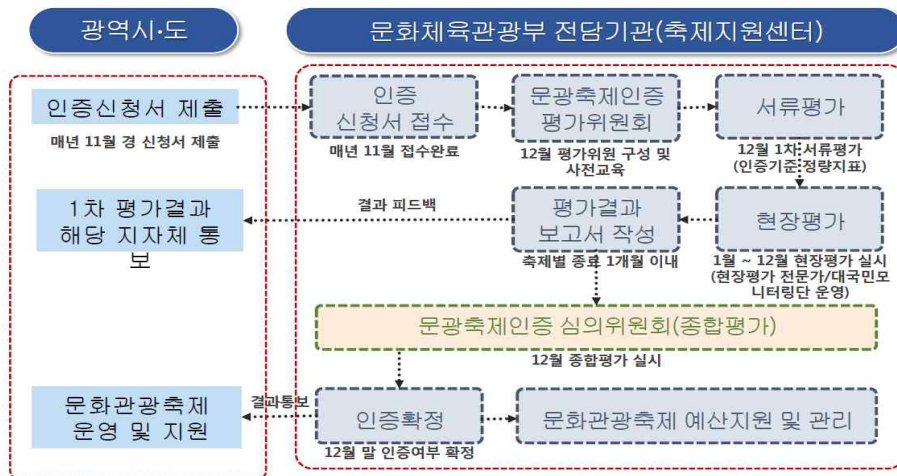 광역시·도
문화체육관광부 전담기관(축제지원센터)
인증신청서 제출
매년 11월 경 신청서 제출
인증
신청서 접수
매년 11월 접수완료
문광축제인증
평가위원회
12월 평가위원 구성 및
사전교육
서류평가
12월 1차 서류평가
(인증기준 정량지표)
1차 평가결과
해당 지자체 통
보
결과 피드백
평가결과
보고서 작성
축제별 종료 1개월 이내
현장평가
1월 ~ 12월 현장평가 실시
(현장평가 전문가/대국민모
니터링단 운영)
문광축제인증 심의위원회(종합평가)
12월 종합평가 실시
문화관광축제
운영 및 지원
결과통보
인증확정
12월 말 인증여부 확정
문화관광축제 예산지원 및 관리